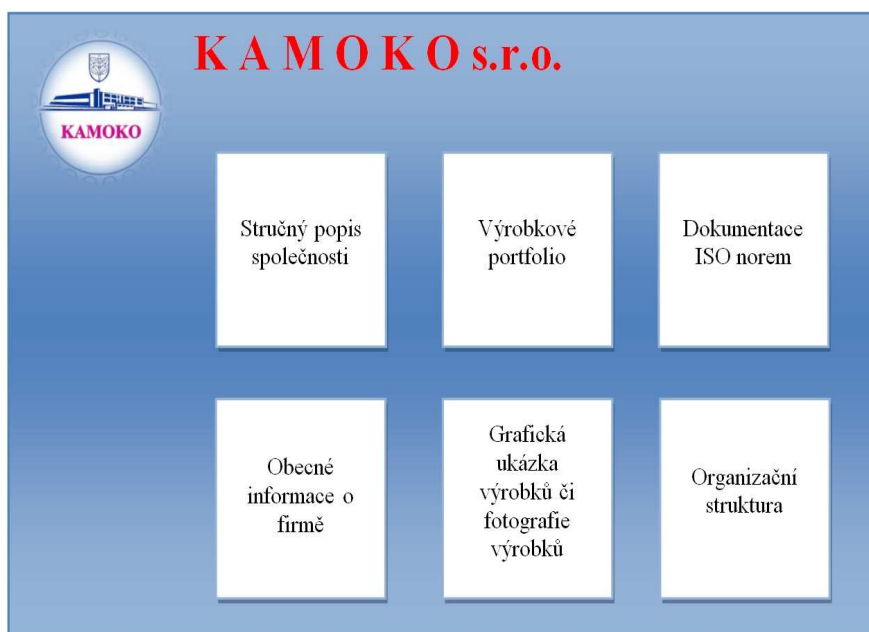 K A M O K O s.r.o.
KAMOKO
Stručný popis
společnosti
Výrobkové
portfolio
Dokumentace
ISO norem
Obecné
informace o
firmě
Grafická
ukázka
výrobků či
fotografie
výrobků
Organizační
struktura